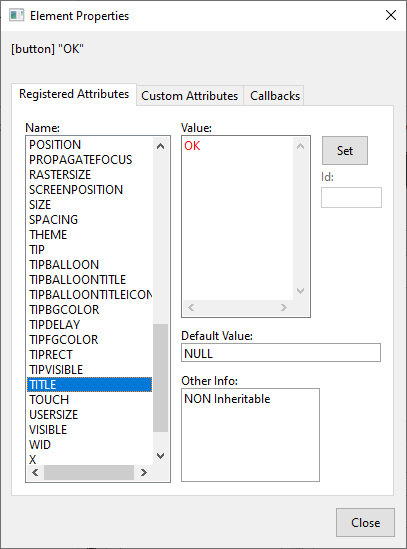 Element Properties
[button] "OK"
Registered Attributes
Custom Attributes
Callbacks
Name:
POSITION
PROPAGATEFOCUS
RASTERSIZE
SCREENPOSITION
SIZE
SPACING
THEME
TIP
TIPBALLOON
TIPBALLOONTITLE
TIPBALLOONTITLEICON
TIPBGCOLOR
TIPDELAY
TIPFGCOLOR
TIPRECT
TIPVISIBLE
TITLE
TOUCH
USERSIZE
VISIBLE
WID
X
Value:
OK
Set
Id:
Default Value:
NULL
Other Info:
NON Inheritable
Close